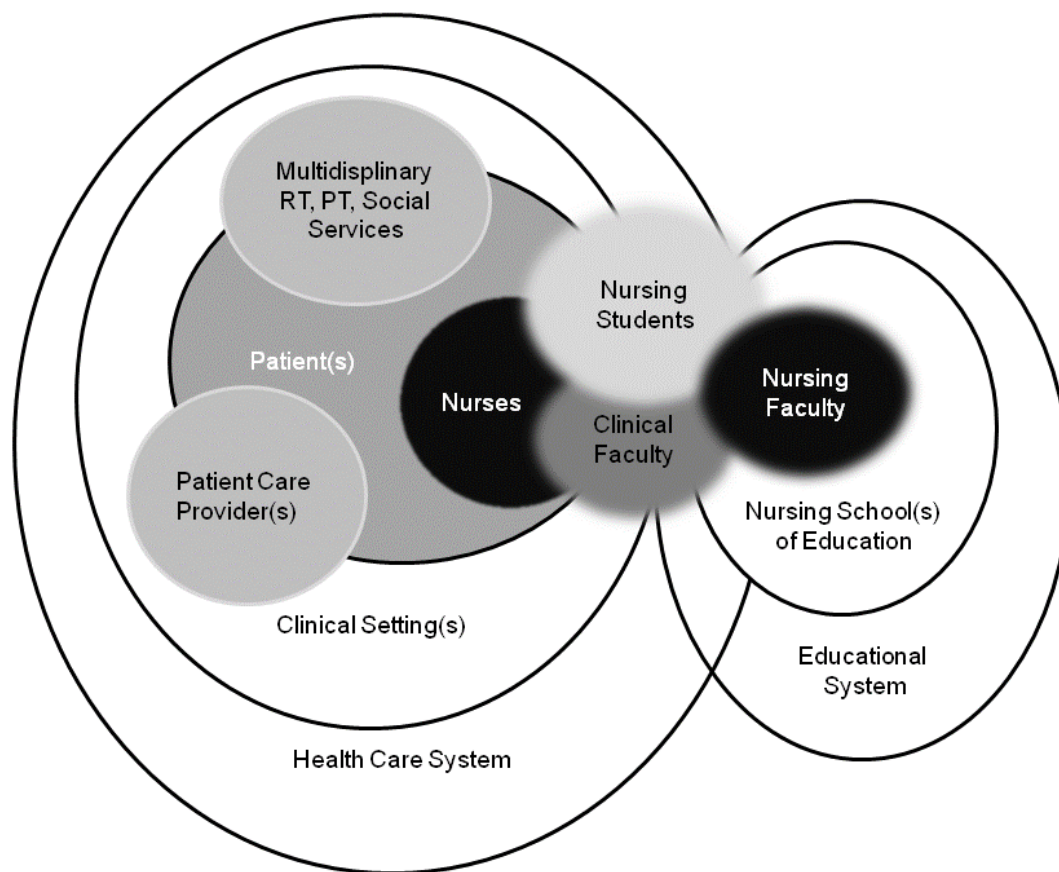 Multidisplinary
RT, PT, Social
Services
Nursing
Students
Patient(s)
Nurses
Nursing
Faculty
Clinical
Faculty
Patient Care
Provider(s)
Nursing School(s)
of Education
Clinical Setting(s)
Educational
System
Health Care System